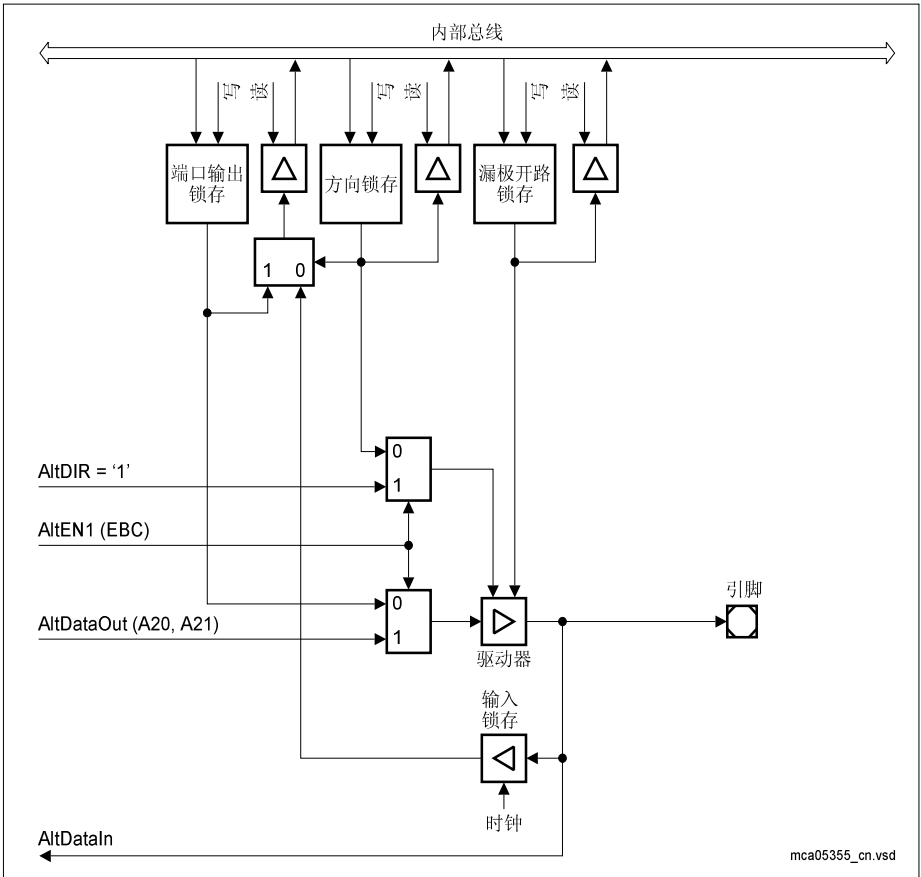 内部总线
写 读 写 读 写 读
端口输出
锁存
方向锁存
漏极开路
锁存
1 0
0
AltDIR = ‘1’
1
AltEN1 (EBC)
0
AltDataOut (A20, A21)
1
引脚
驱动器
输入
锁存
时钟
AltDataIn
mca05355_cn.vsd